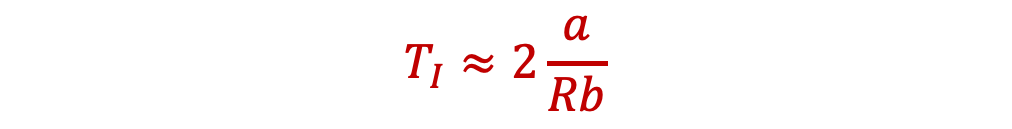 T_I ≈ 2 a/Rb